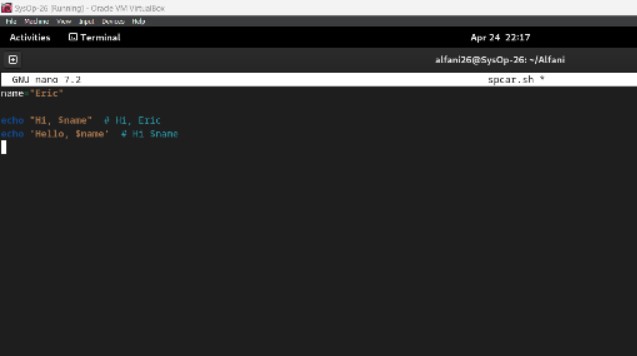 SysOp-26 [Running] - Oracle VM VirtualBox
File Machine View Input Devices Help
Activities Terminal Apr 24 22:17
alfani26@SysOp-26: ~/Alfani
GNU nano 7.2 spcar.sh *
name="Eric"
echo "Hi, $name" # Hi, Eric
echo 'Hello, $name' # Hi $name